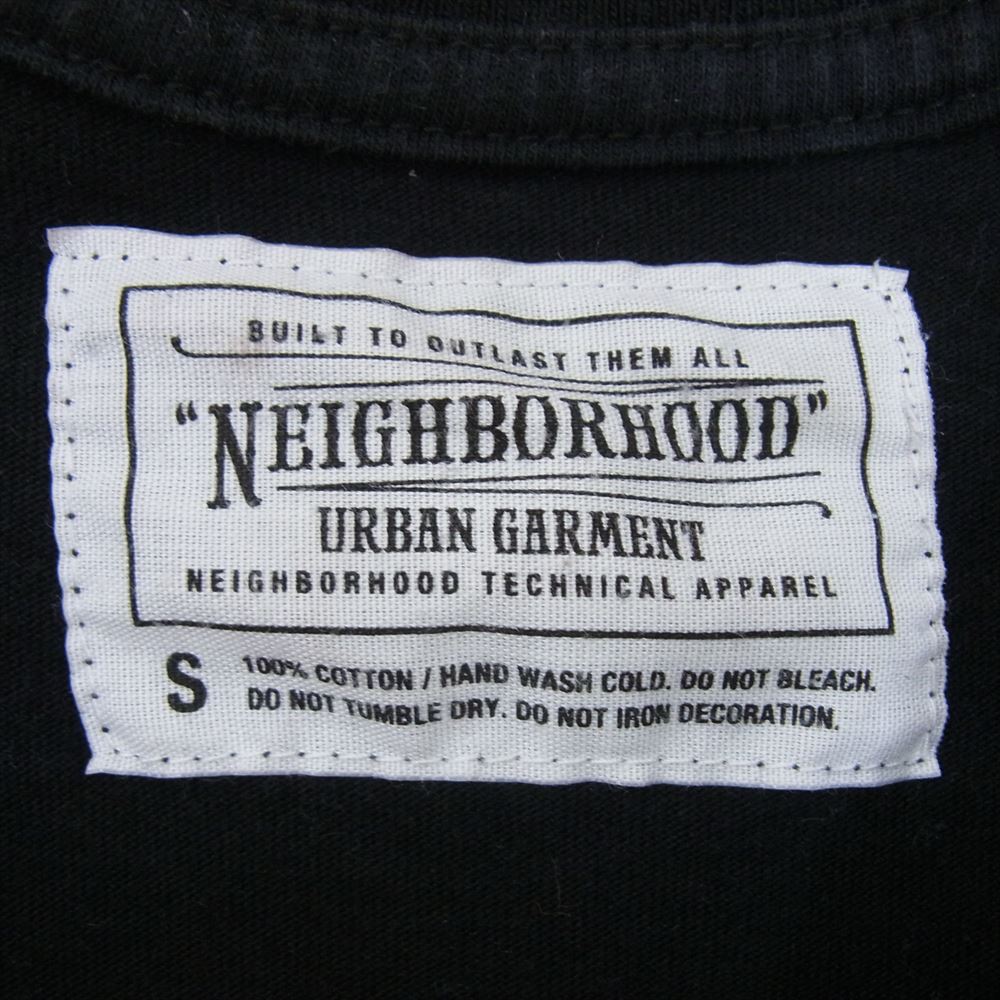 BUILT TO OUTLAST THEM ALL
“NEIGHBORHOOD”
URBAN GARMENT
NEIGHBORHOOD TECHNICAL APPAREL
S 100% COTTON / HAND WASH COLD. DO NOT BLEACH.
DO NOT TUMBLE DRY. DO NOT IRON DECORATION.